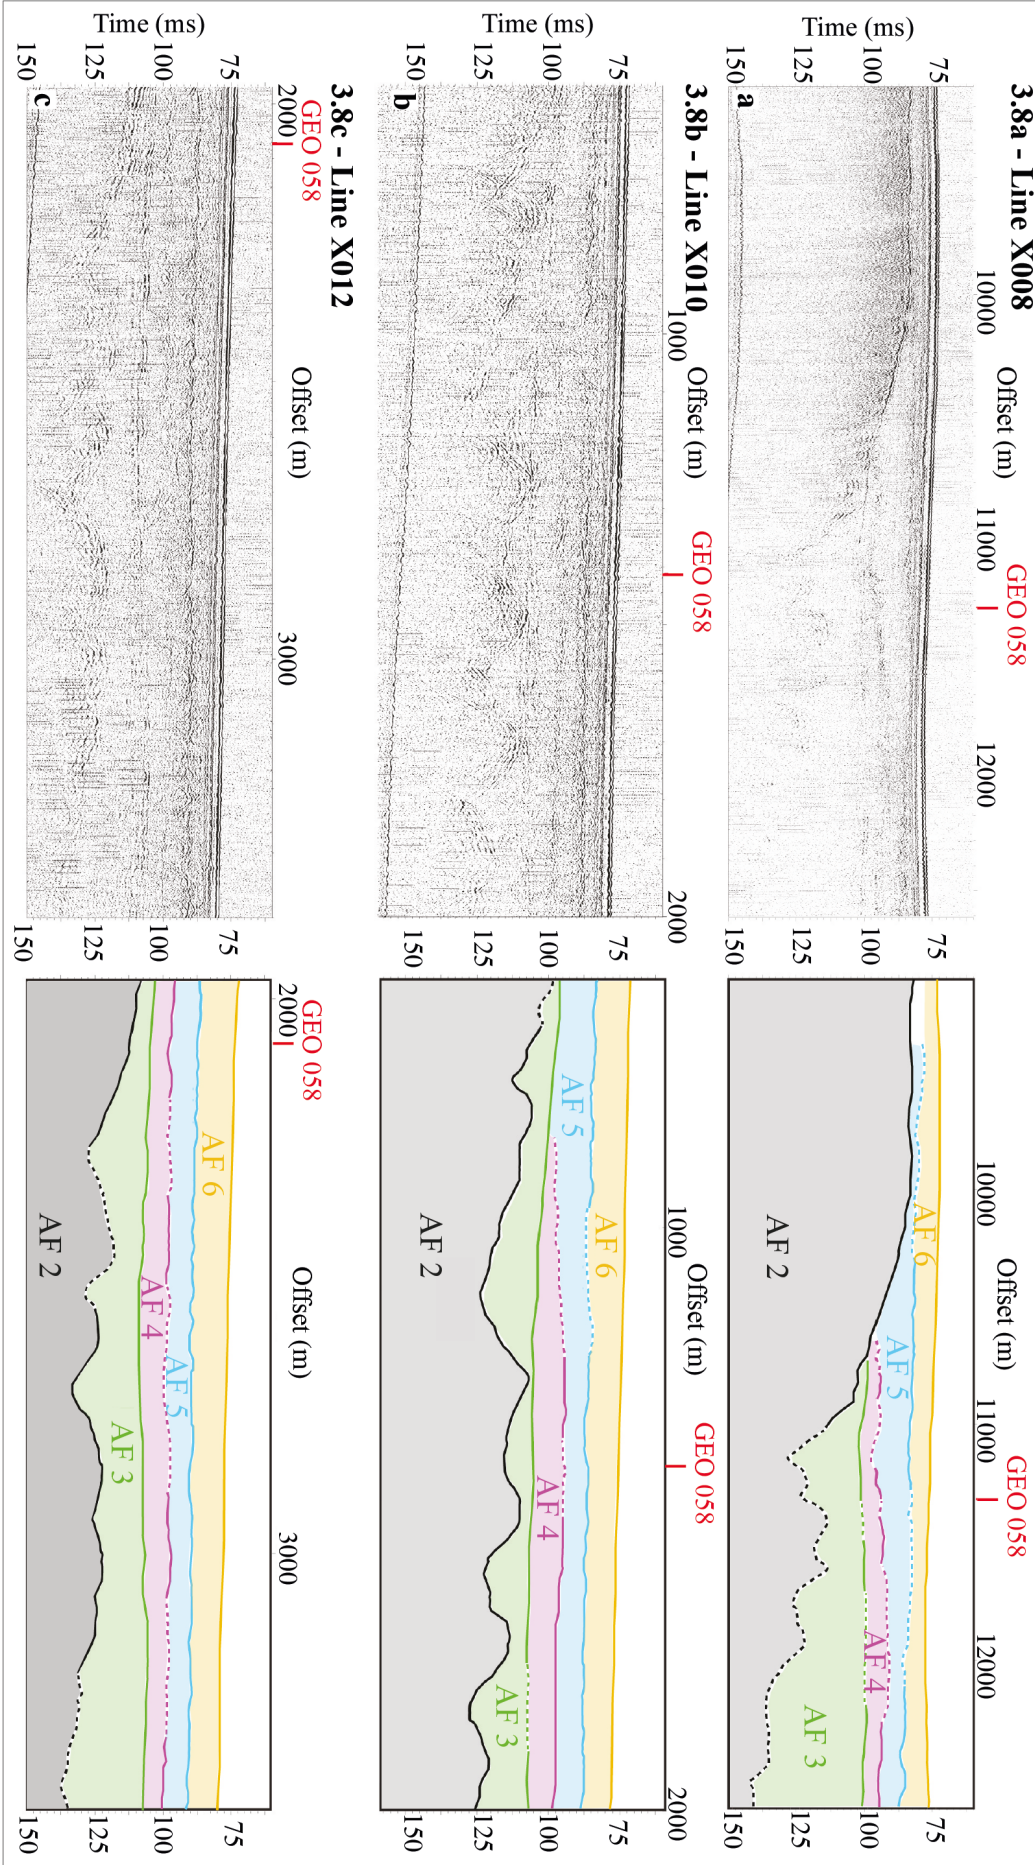 3.8a - Line X008
Offset (m)
10000
11000
12000
GEO 058
Time (ms)
75
100
125
150
a
75
100
125
150
Offset (m)
10000
11000
12000
GEO 058
AF 6
AF 5
AF 4
AF 3
AF 2
75
100
125
150
3.8b - Line X010
Offset (m)
1000
2000
GEO 058
Time (ms)
75
100
125
150
b
75
100
125
150
Offset (m)
1000
2000
GEO 058
AF 6
AF 5
AF 4
AF 3
AF 2
75
100
125
150
3.8c - Line X012
Offset (m)
2000
3000
GEO 058
Time (ms)
75
100
125
150
c
75
100
125
150
Offset (m)
2000
3000
GEO 058
AF 6
AF 5
AF 4
AF 3
AF 2
75
100
125
150